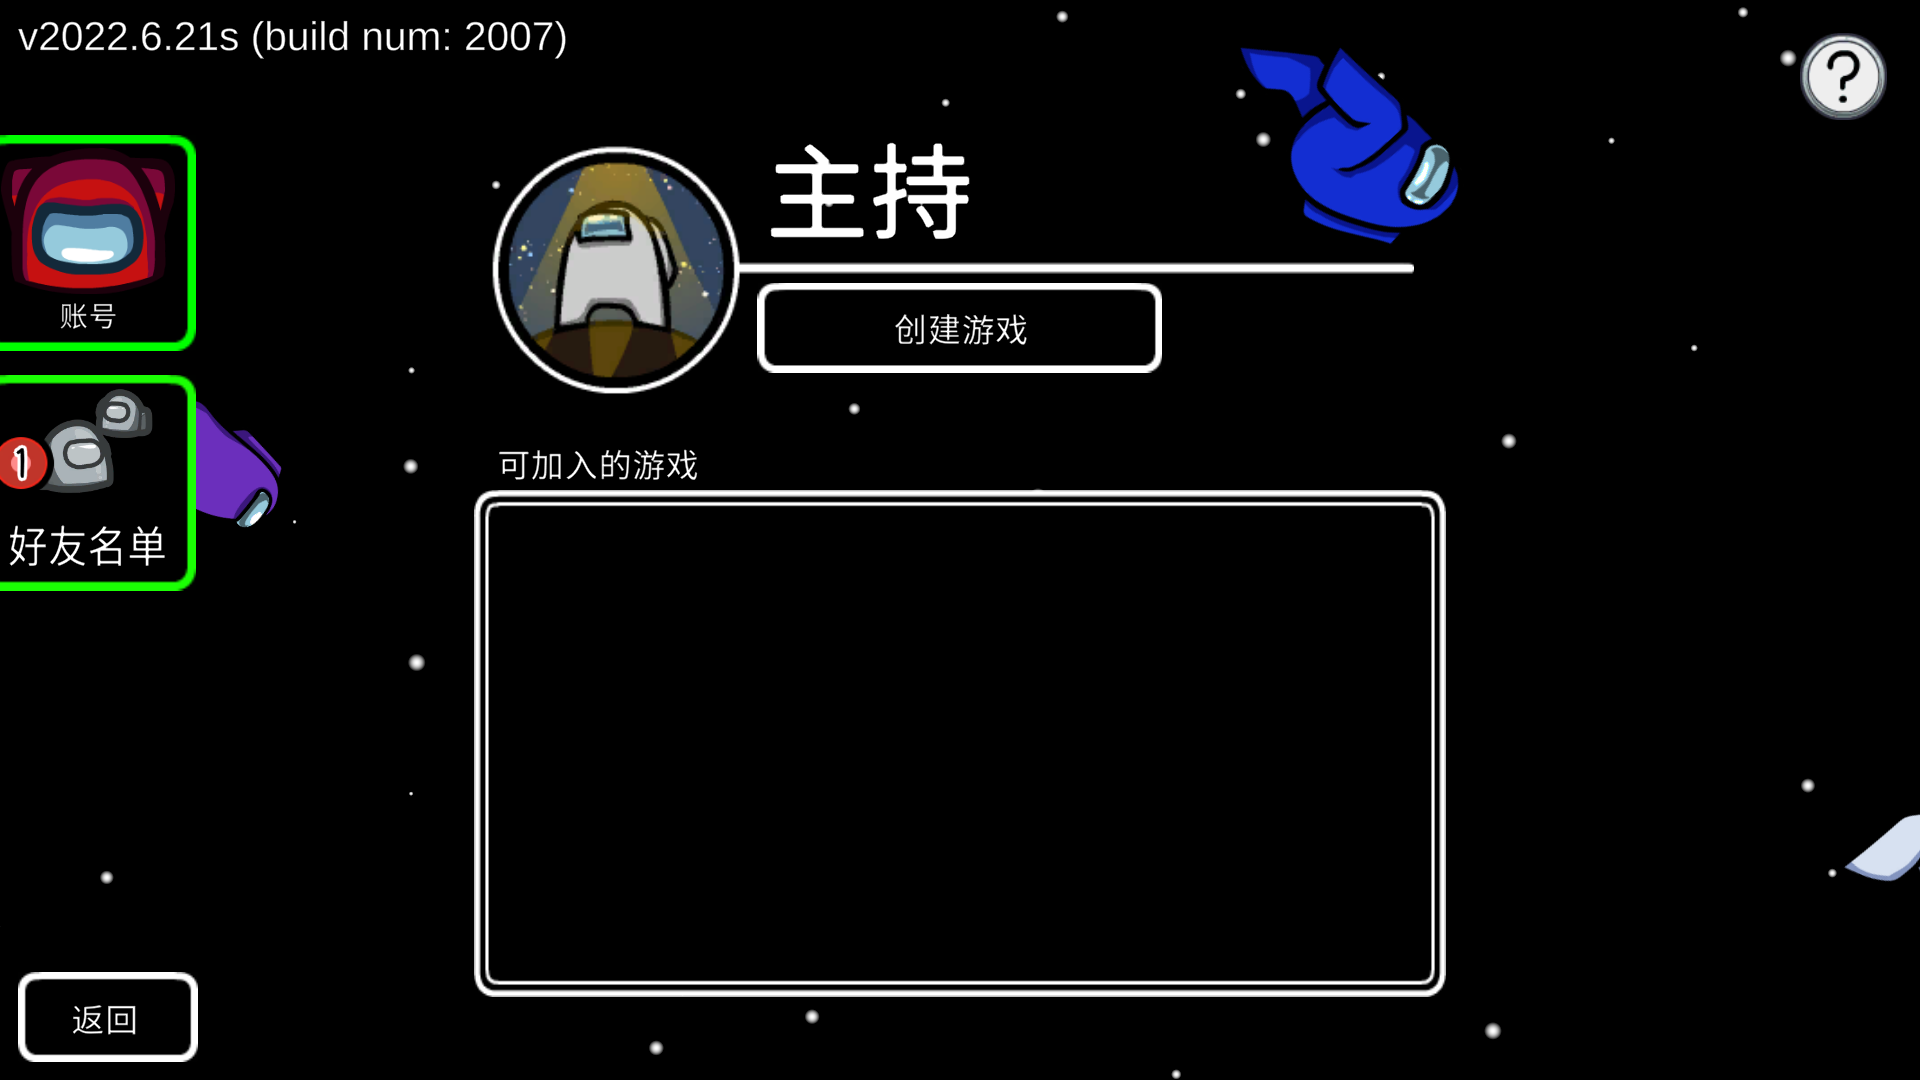 v2022.6.21s (build num: 2007)
?
账号
主持
创建游戏
1
好友名单
可加入的游戏
返回